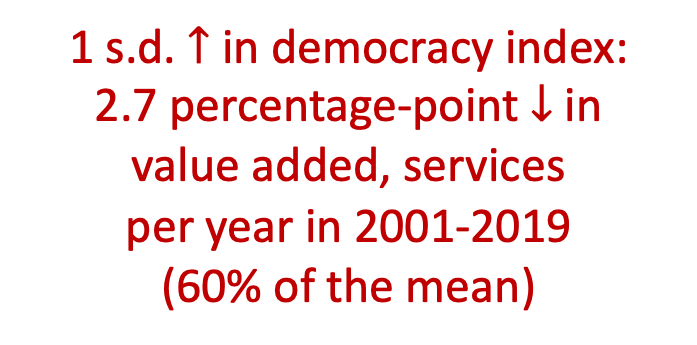 1 s.d. ↑ in democracy index:
2.7 percentage-point ↓ in
value added, services
per year in 2001-2019
(60% of the mean)